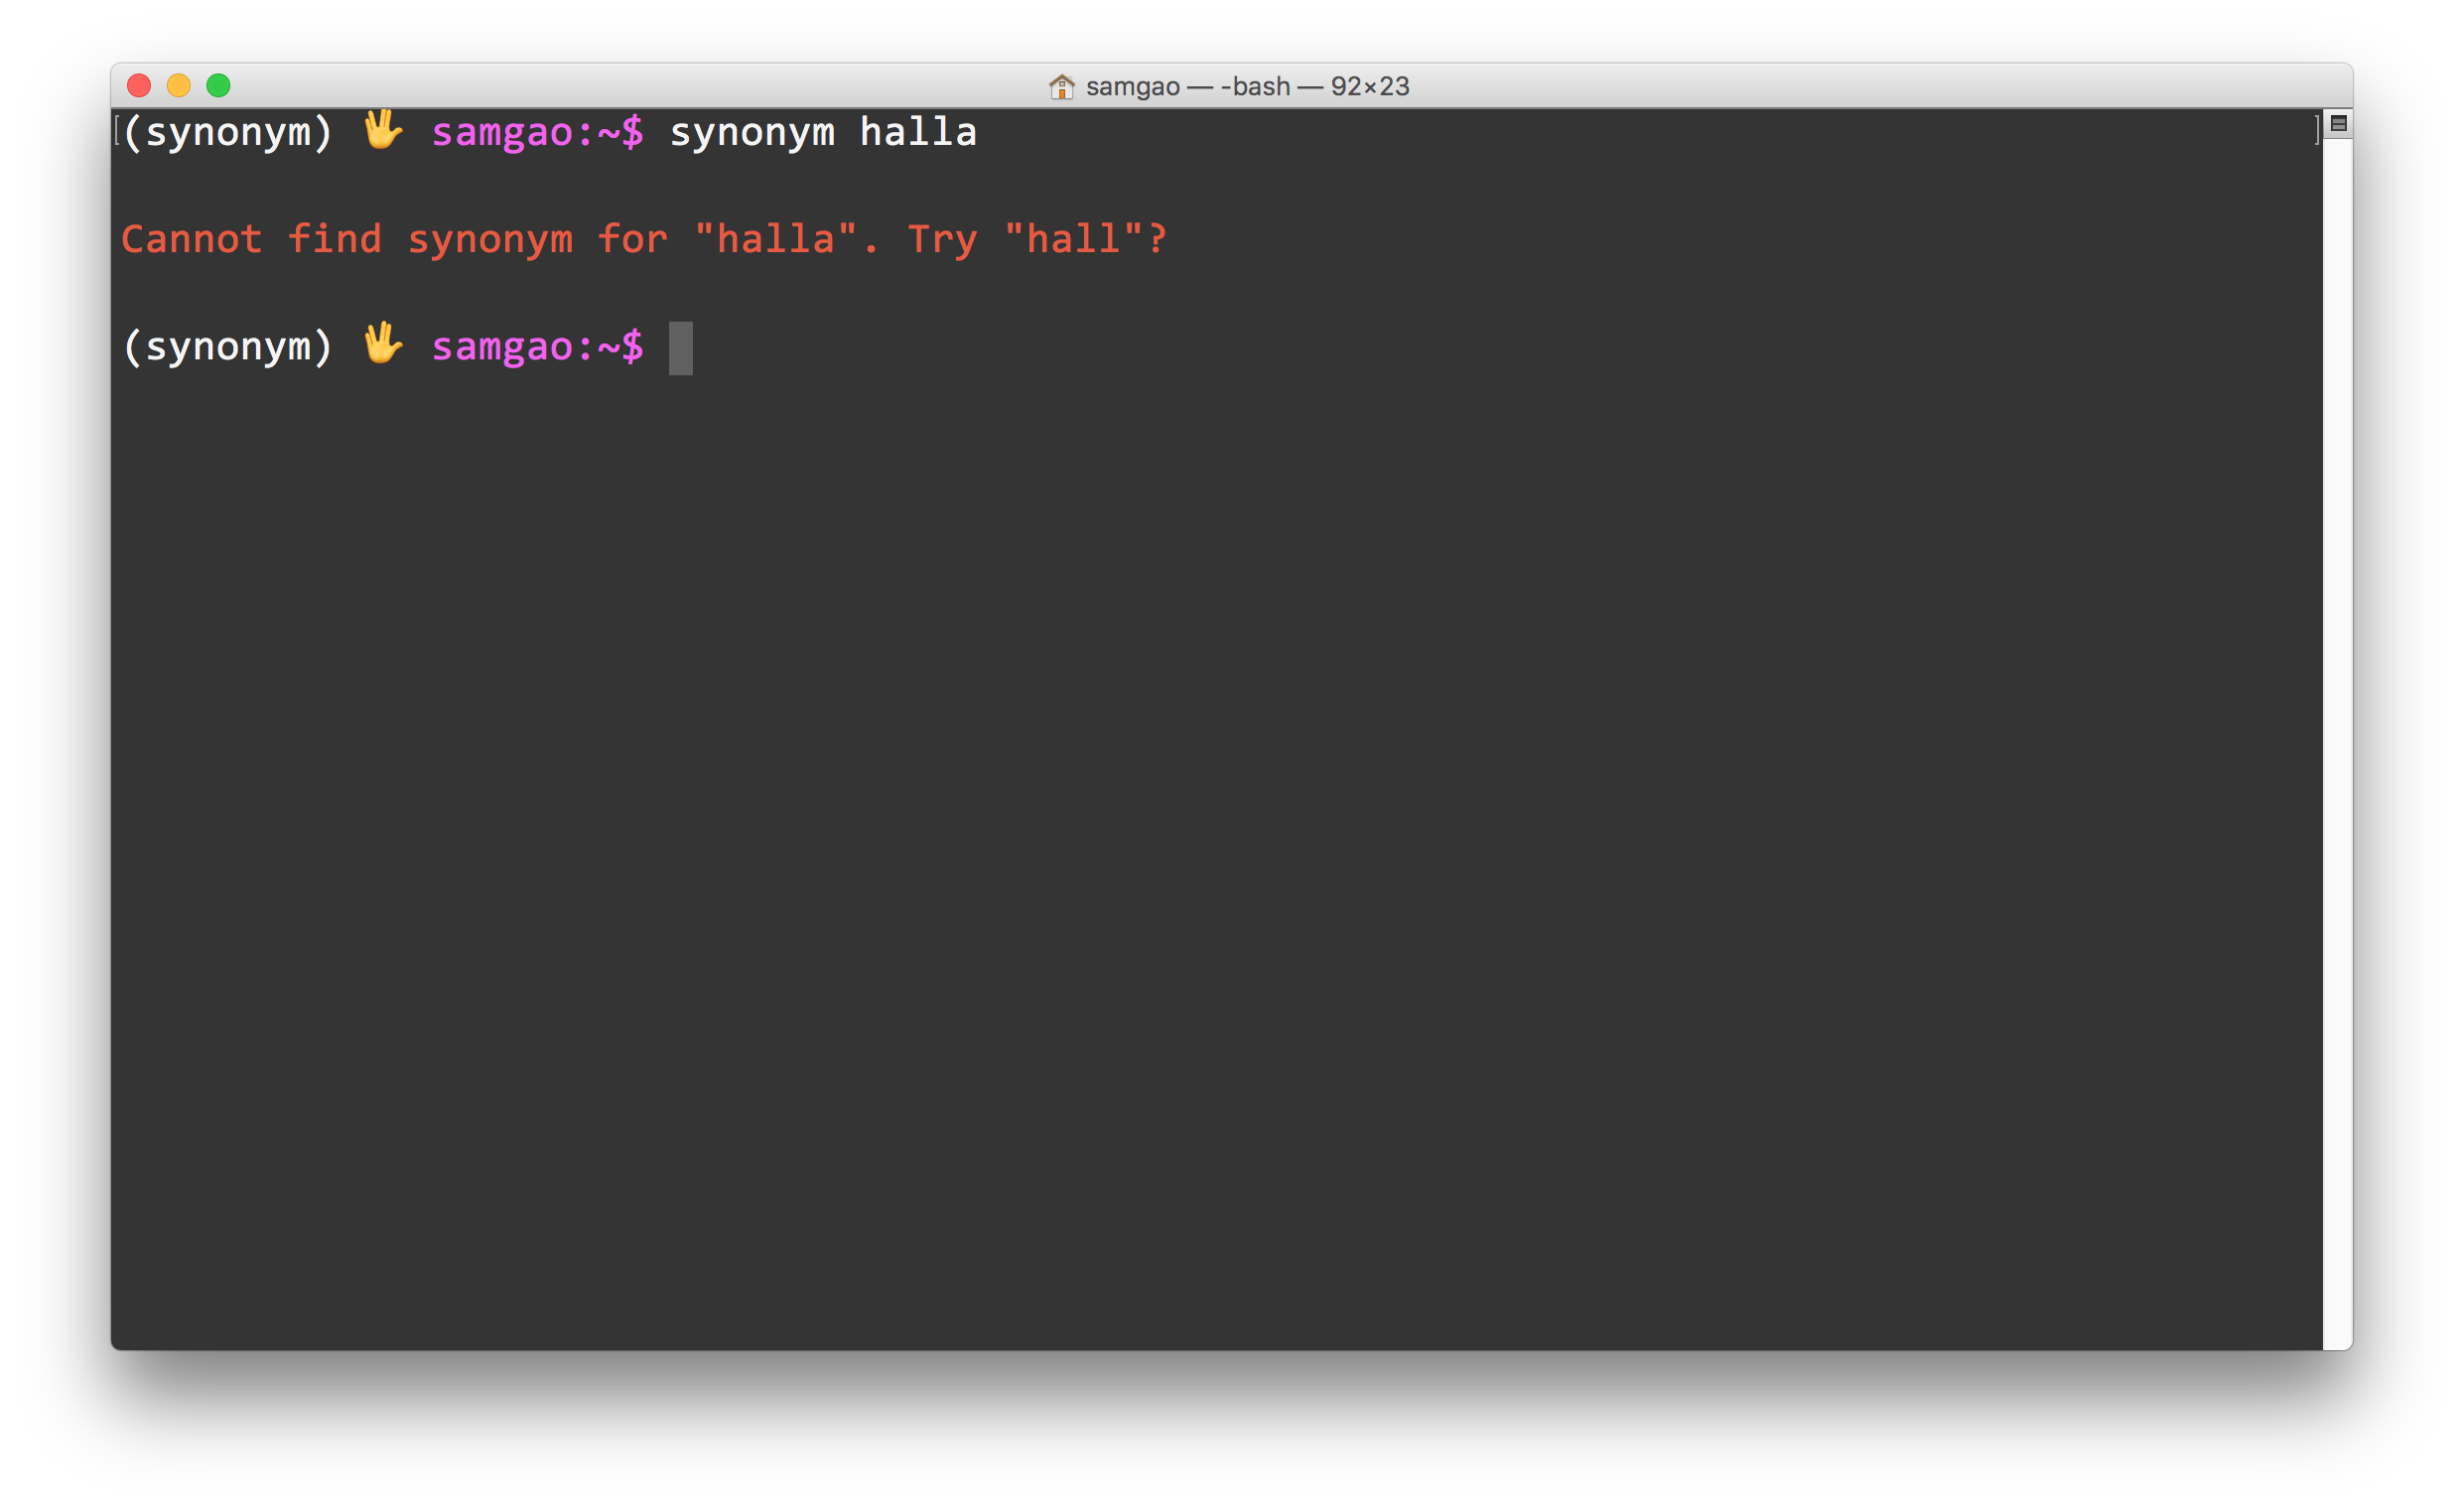 samgao — -bash — 92×23
(synonym) 🖖 samgao:~$ synonym halla
Cannot find synonym for "halla". Try "hall"?
(synonym) 🖖 samgao:~$